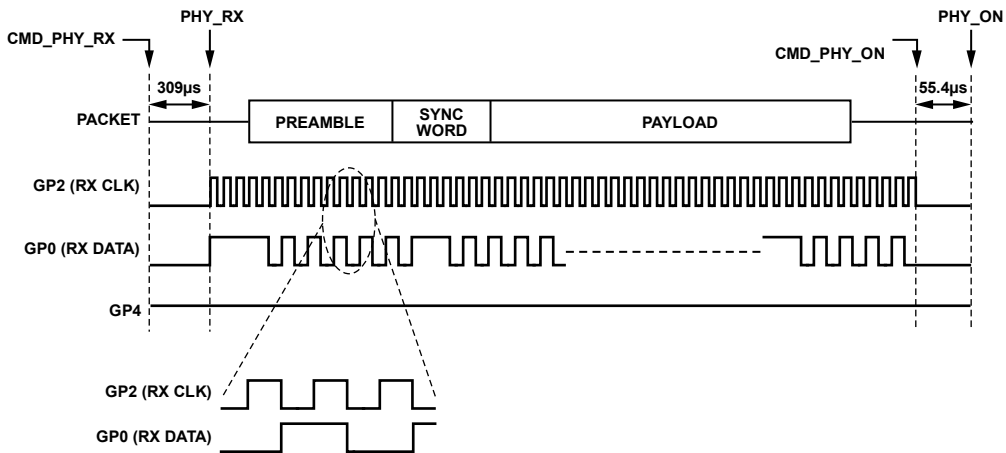 PHY_RX
PHY_ON
CMD_PHY_RX
CMD_PHY_ON
309µs
55.4µs
PACKET
PREAMBLE
SYNC
WORD
PAYLOAD
GP2 (RX CLK)
GP0 (RX DATA)
GP4
GP2 (RX CLK)
GP0 (RX DATA)